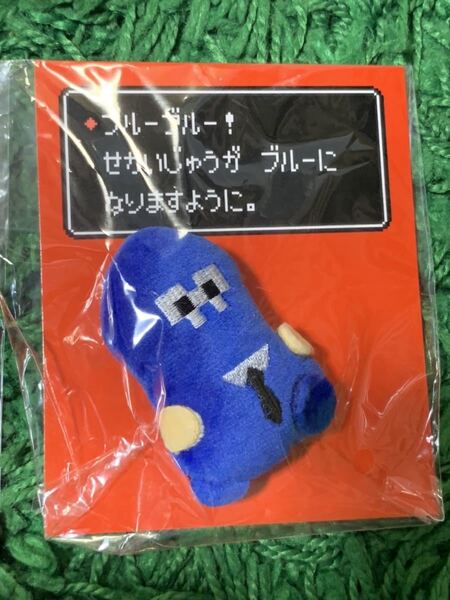 ブルーブルー！
せかいじゅうが ブルーに
なりますように。